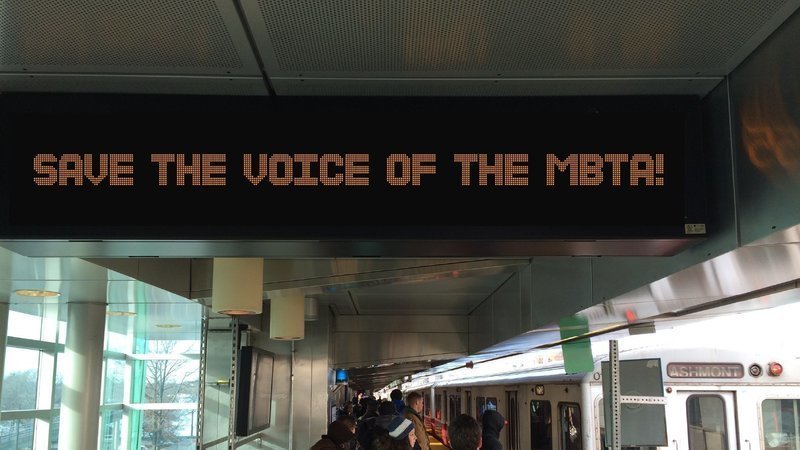 SAVE THE VOICE OF THE MBTA!
ASHMONT